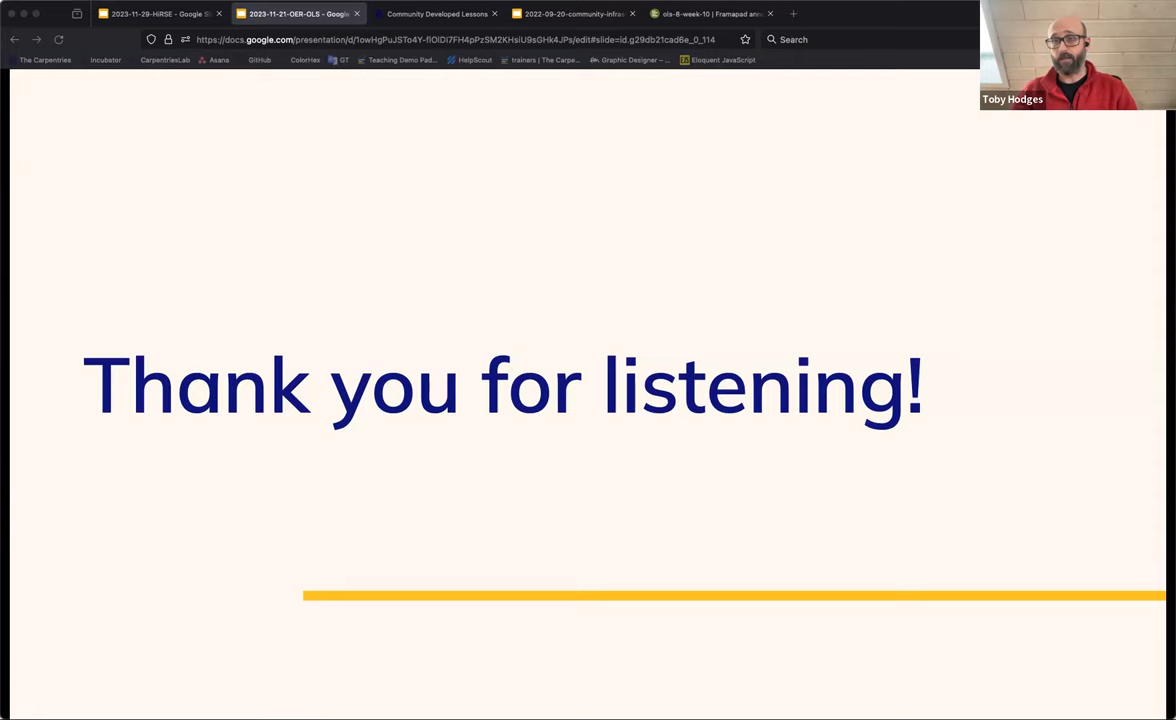 2023-11-29-HiRSE - Google S
2023-11-21-OER-OLS - Googl
Community Developed Lessons
2022-09-20-community-infras
ols-8-week-10 | Framapad ann
https://docs.google.com/presentation/d/1owHgPuJSTo4Y-flOIDI7FH4pPzSM2KHsiU9sGHk4JPs/edit#slide=id.g29db21cad6e_0_114
Search
The Carpentries
Incubator
CarpentriesLab
Asana
GitHub
ColorHex
GT
Teaching Demo Pad...
HelpScout
trainers | The Carpe...
Graphic Designer – ...
Eloquent JavaScript
Toby Hodges
Thank you for listening!